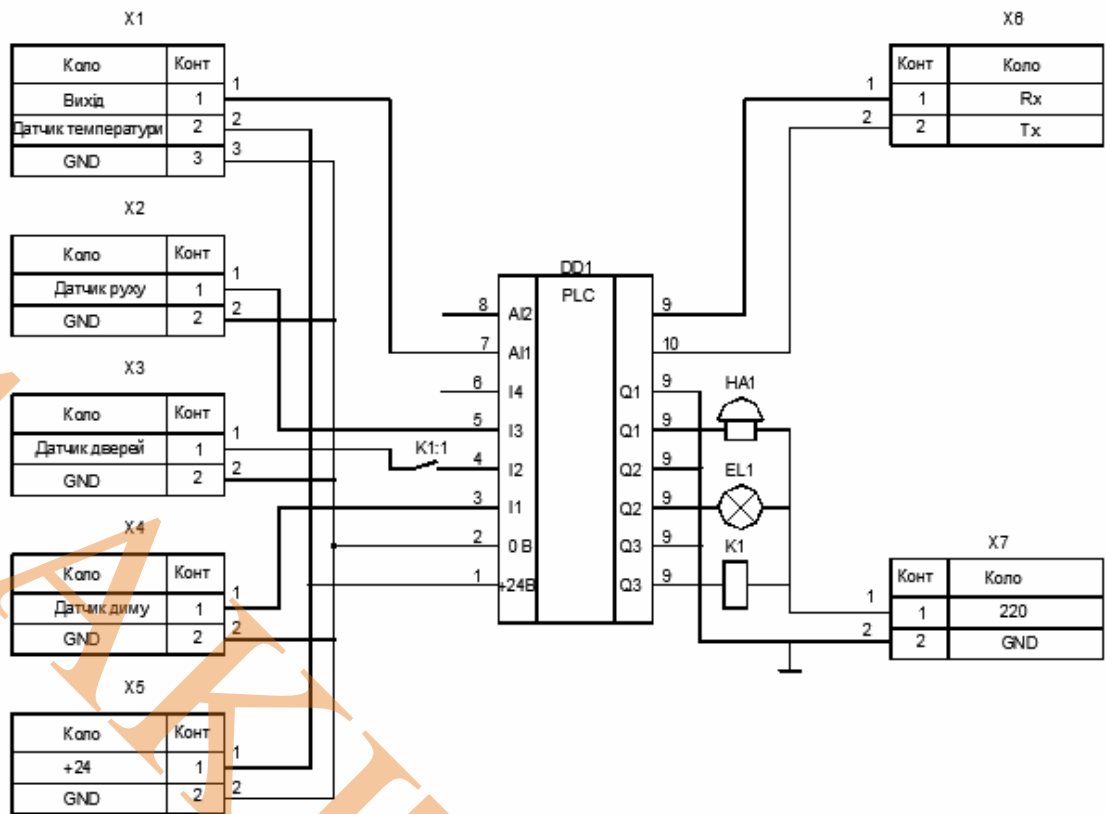 X1
Коло Конт
Вихід 1 1
Датчик температури 2 2
GND 3 3
X2
Коло Конт
Датчик руху 1 1
GND 2 2
X3
Коло Конт
Датчик дверей 1 1
GND 2 2
X4
Коло Конт
Датчик диму 1 1
GND 2 2
X5
Коло Конт
+24 1 1
GND 2 2
DD1
PLC
8 AI2 9
7 AI1 10
6 I4 Q1 9
5 I3 Q1 9
K1:1 4 I2 Q2 9
3 I1 Q2 9
2 0 В Q3 9
1 +24В Q3 9
HA1
EL1
K1
X6
Конт Коло
1 1 Rx
2 2 Tx
X7
Конт Коло
1 1 220
2 2 GND